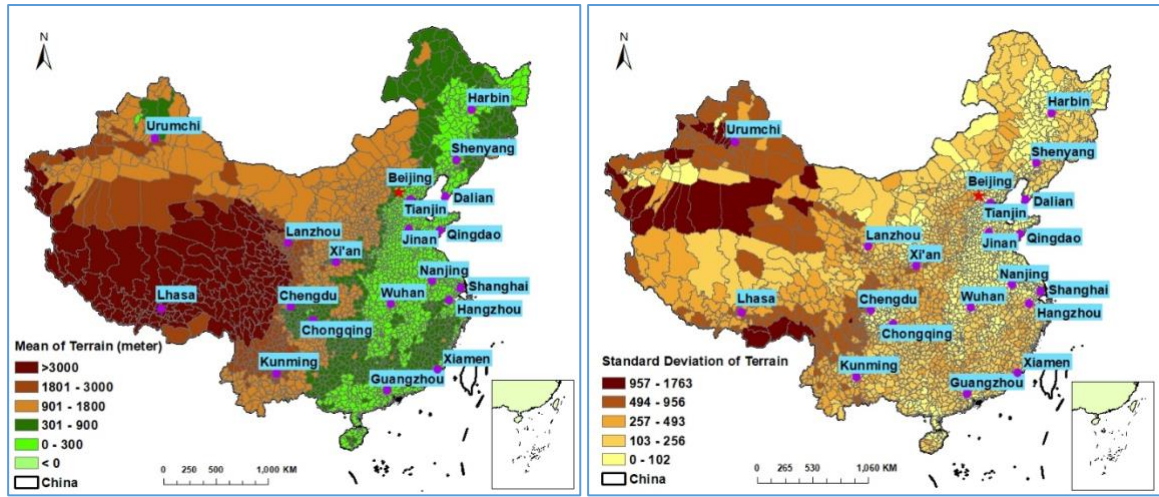 N
Harbin
Urumchi
Shenyang
Beijing
Dalian
Tianjin
Lanzhou
Jinan
Qingdao
Xi'an
Nanjing
Shanghai
Lhasa
Chengdu
Wuhan
Hangzhou
Chongqing
Mean of Terrain (meter)
Kunming
Xiamen
Guangzhou
>3000
1801 - 3000
901 - 1800
301 - 900
0 - 300
< 0
China
0 250 500 1,000 KM
N
Harbin
Urumchi
Shenyang
Beijing
Dalian
Tianjin
Lanzhou
Jinan
Qingdao
Xi'an
Nanjing
Shanghai
Lhasa
Chengdu
Wuhan
Hangzhou
Chongqing
Standard Deviation of Terrain
Kunming
Xiamen
Guangzhou
957 - 1763
494 - 956
257 - 493
103 - 256
0 - 102
China
0 265 530 1,060 KM